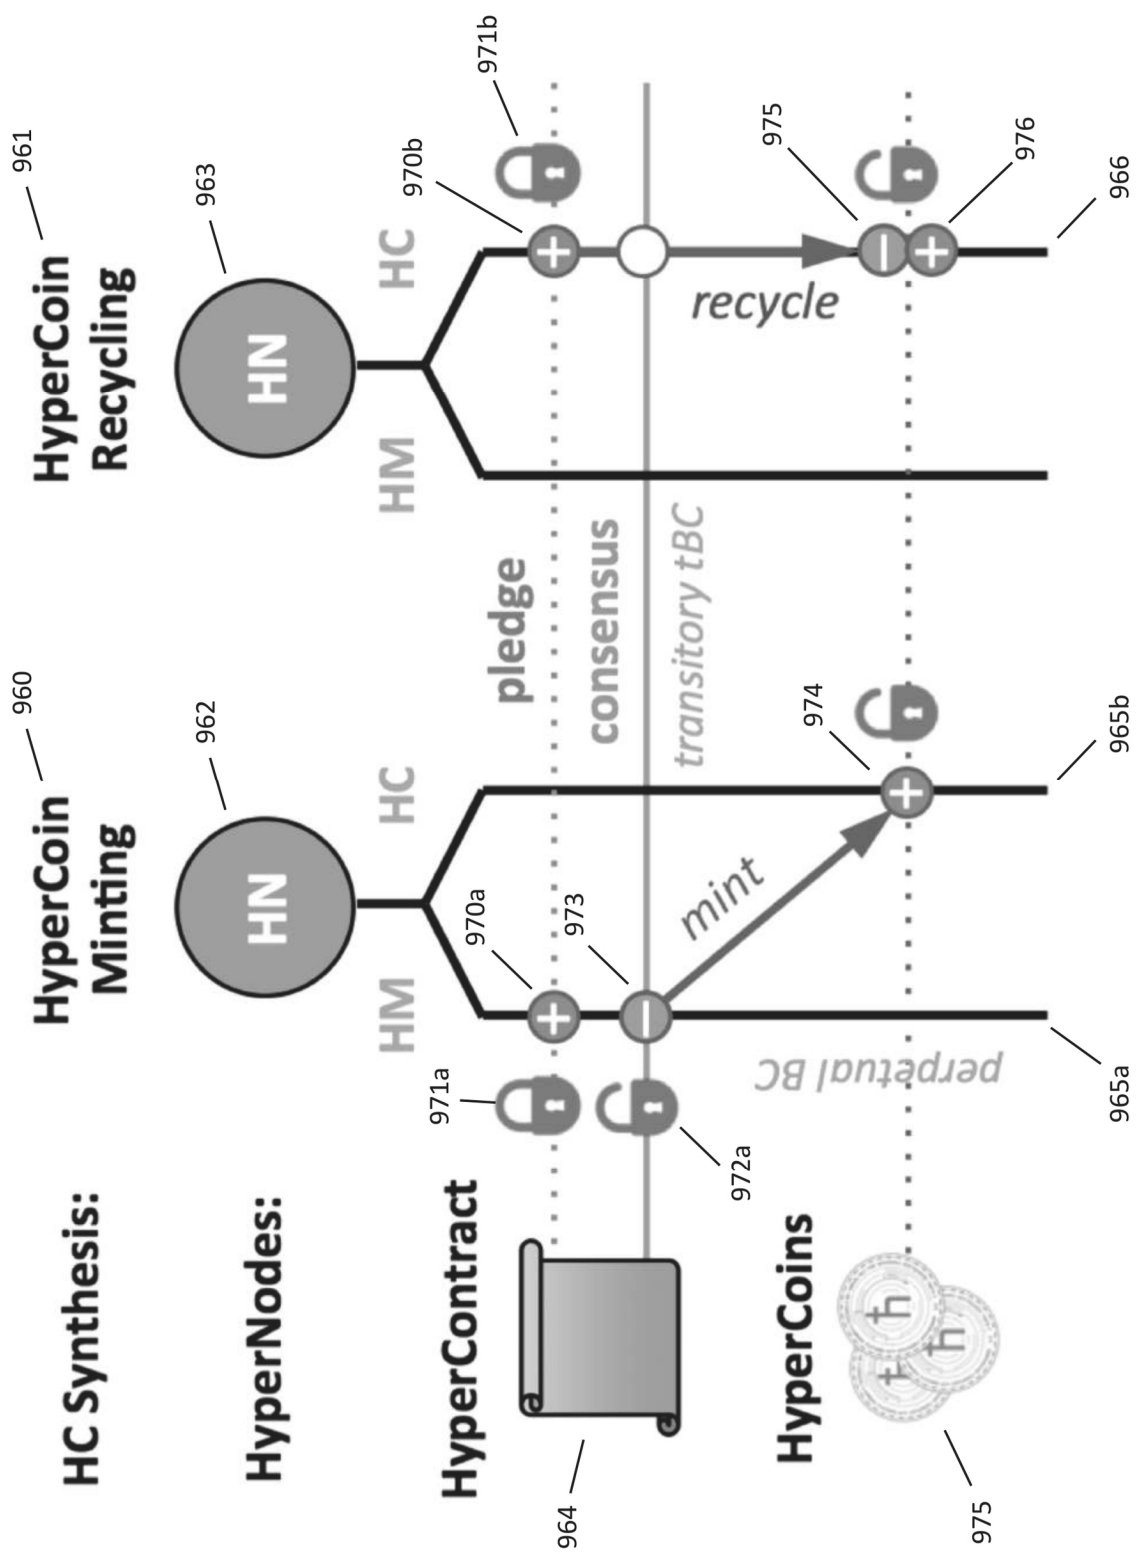 HC Synthesis:
HyperCoin
Minting
960
HyperCoin
Recycling
961
HyperNodes:
HN
962
HN
963
HM
HC
HM
HC
HyperContract
964
971a
970a
pledge
970b
971b
972a
973
consensus
transitory tBC
mint
recycle
perpetual BC
HyperCoins
ħ
ħ
975
974
975
976
965a
965b
966